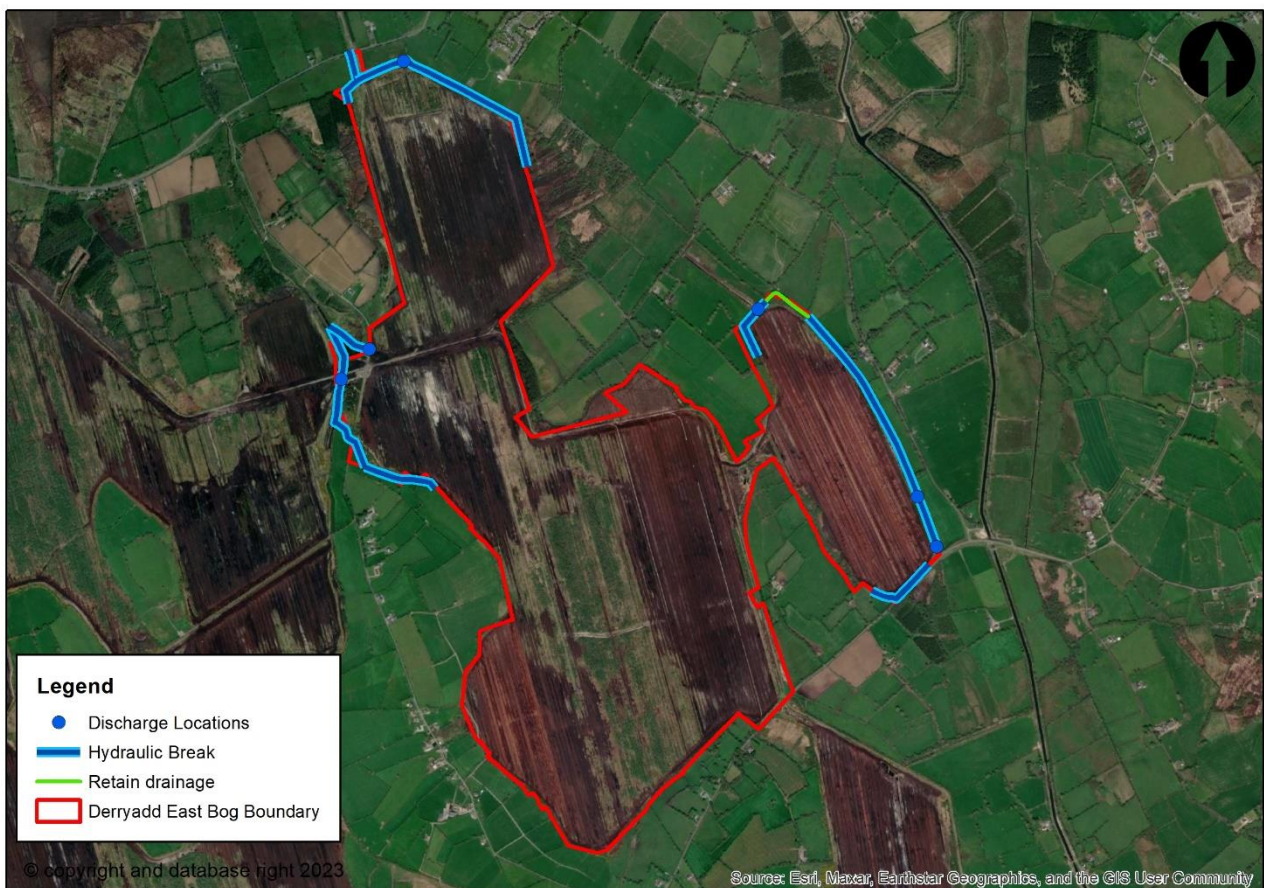 Legend
Discharge Locations
Hydraulic Break
Retain drainage
Derryadd East Bog Boundary
© copyright and database right 2023
Source: Esri, Maxar, Earthstar Geographics, and the GIS User Community